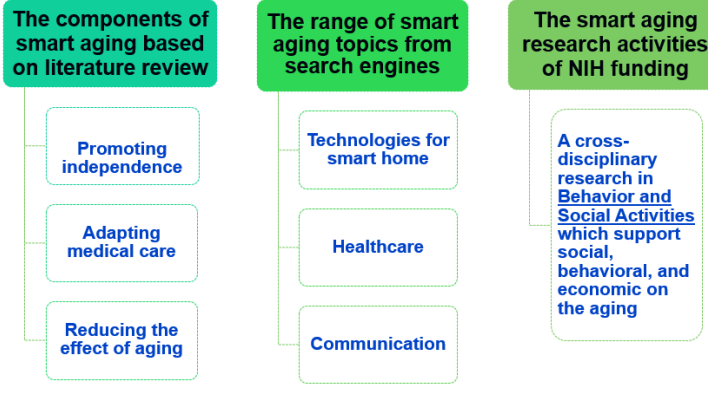 The components of
smart aging based
on literature review
Promoting
independence
Adapting
medical care
Reducing the
effect of aging
The range of smart
aging topics from
search engines
Technologies for
smart home
Healthcare
Communication
The smart aging
research activities
of NIH funding
A cross-
disciplinary
research in
Behavior and
Social Activities
which support
social,
behavioral, and
economic on
the aging